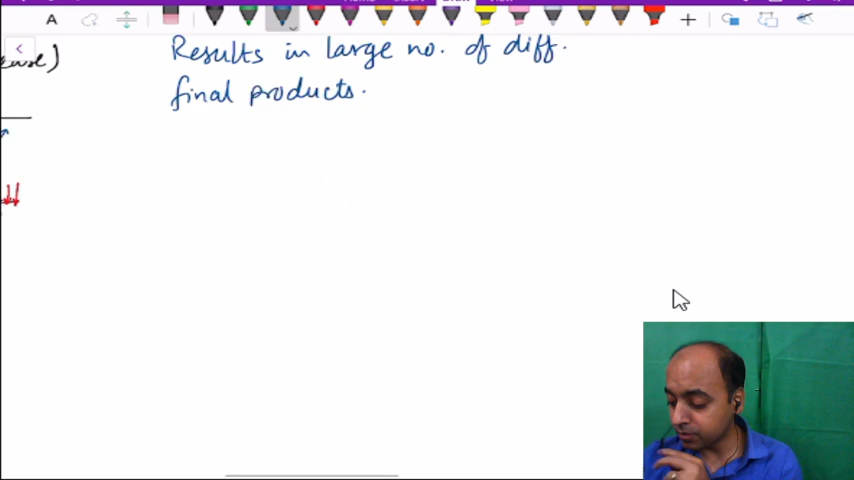 Results in large no. of diff.
final products.